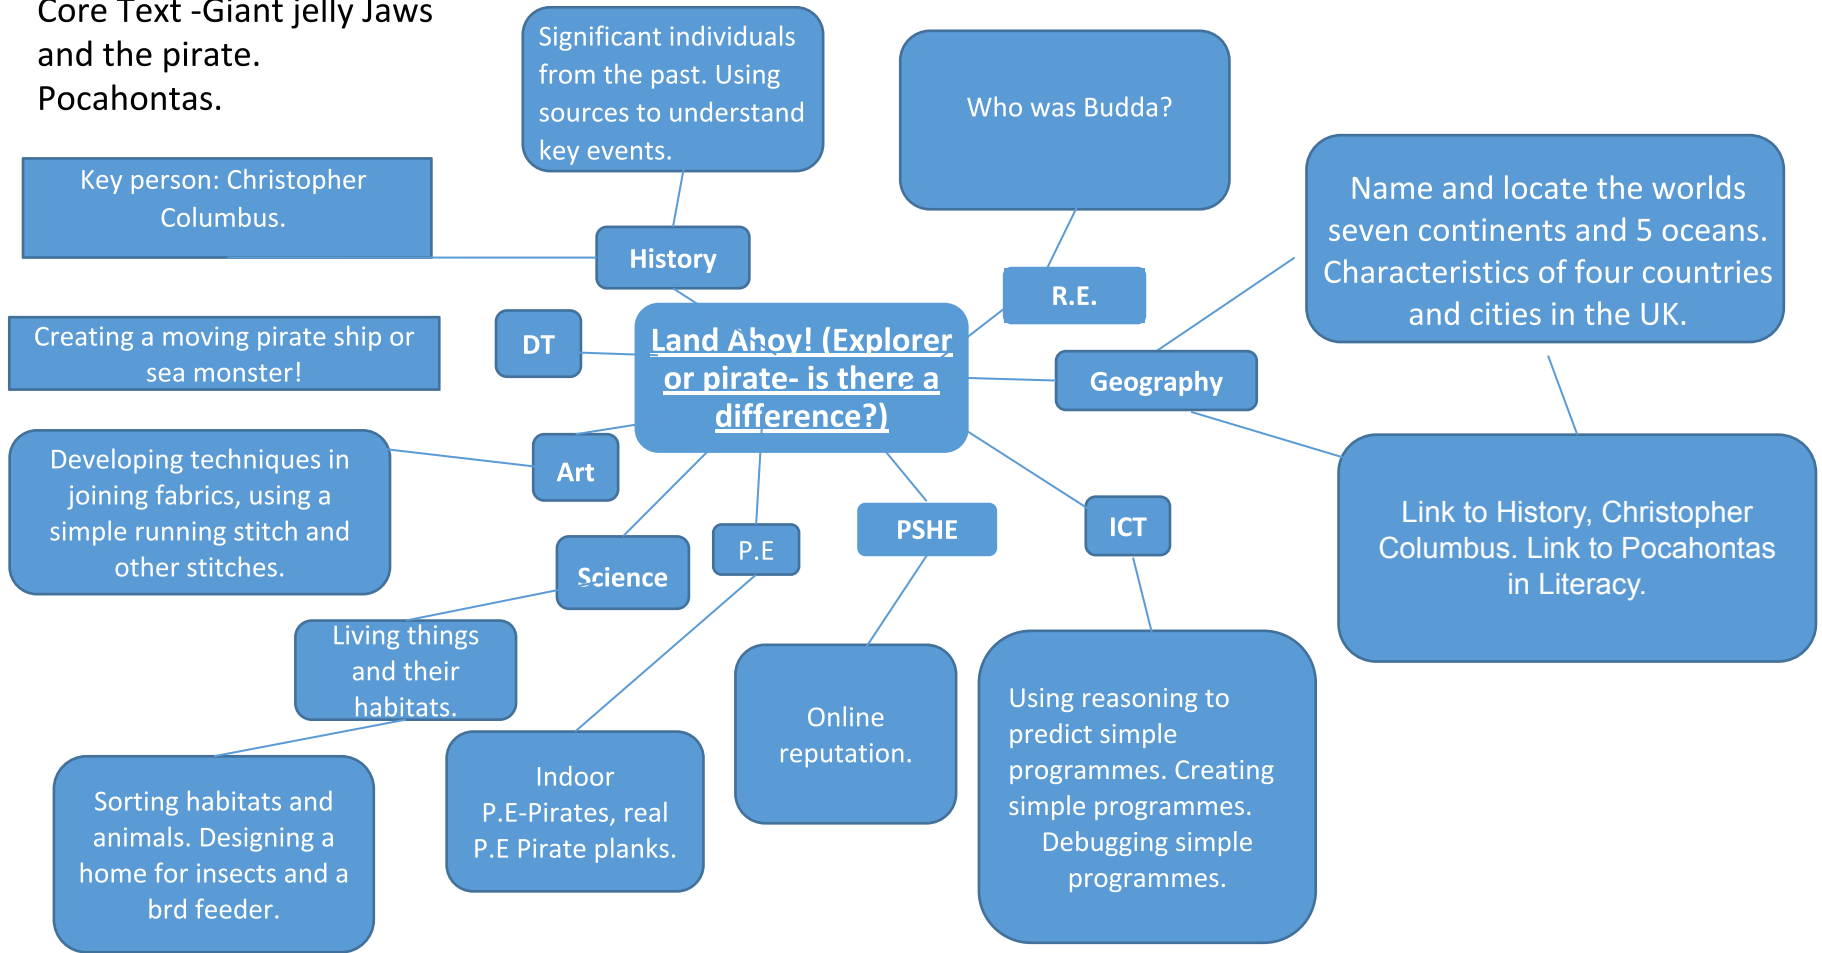 Core Text -Giant jelly Jaws
and the pirate.
Pocahontas.
Significant individuals
from the past. Using
sources to understand
key events.
Who was Budda?
Key person: Christopher
Columbus.
Name and locate the worlds
seven continents and 5 oceans.
Characteristics of four countries
and cities in the UK.
History
R.E.
DT
Creating a moving pirate ship or
sea monster!
Land Ahoy! (Explorer
or pirate- is there a
difference?)
Geography
Art
Developing techniques in
joining fabrics, using a
simple running stitch and
other stitches.
Science
P.E
PSHE
ICT
Link to History, Christopher
Columbus. Link to Pocahontas
in Literacy.
Living things
and their
habitats.
Sorting habitats and
animals. Designing a
home for insects and a
brd feeder.
Indoor
P.E-Pirates, real
P.E Pirate planks.
Online
reputation.
Using reasoning to
predict simple
programmes. Creating
simple programmes.
Debugging simple
programmes.